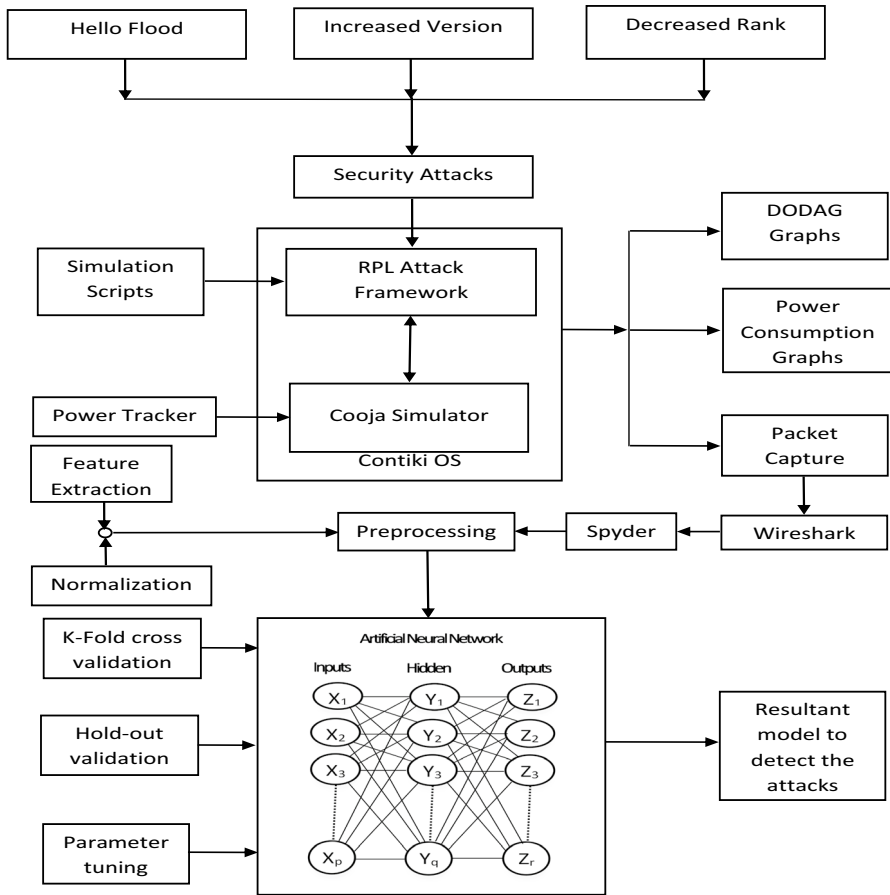 Hello Flood
Increased Version
Decreased Rank
Security Attacks
DODAG
Graphs
Simulation
Scripts
RPL Attack
Framework
Power
Consumption
Graphs
Power Tracker
Cooja Simulator
Contiki OS
Packet
Capture
Feature
Extraction
Preprocessing
Spyder
Wireshark
Normalization
K-Fold cross
validation
Artificial Neural Network
Inputs
Hidden
Outputs
X1
Y1
Z1
X2
Y2
Z2
X3
Y3
Z3
Xp
Yq
Zr
Hold-out
validation
Parameter
tuning
Resultant
model to
detect the
attacks